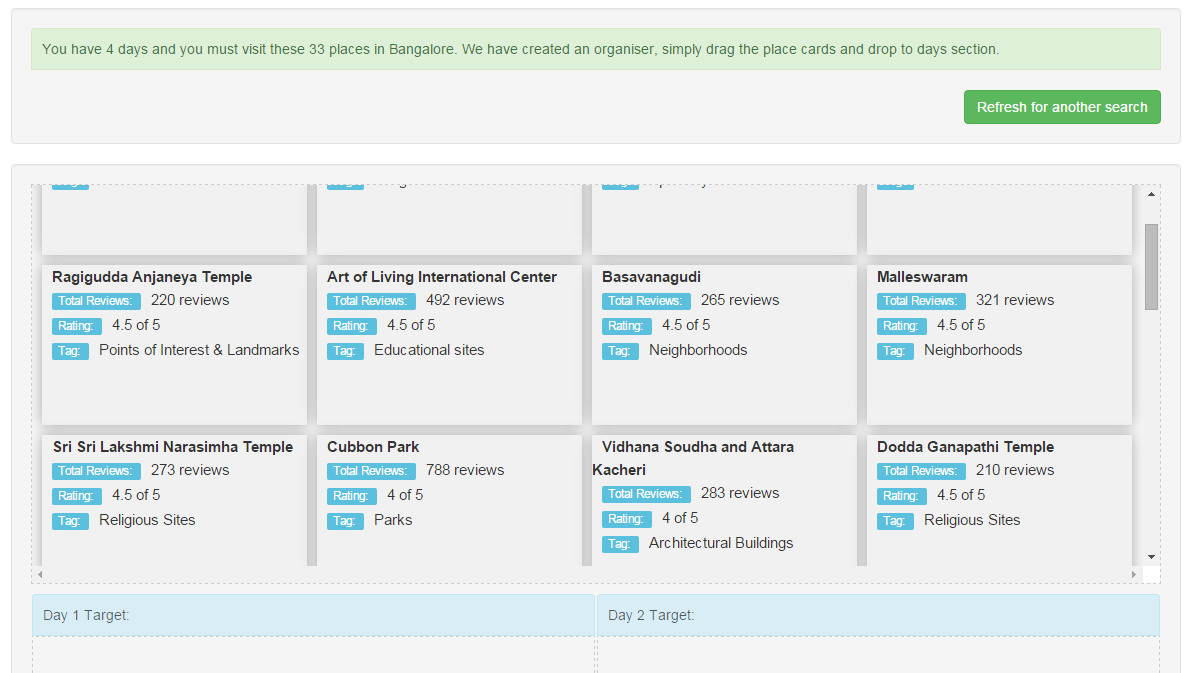 You have 4 days and you must visit these 33 places in Bangalore. We have created an organiser, simply drag the place cards and drop to days section.
Refresh for another search
Ragigudda Anjaneya Temple
Total Reviews: 220 reviews
Rating: 4.5 of 5
Tag: Points of Interest & Landmarks
Art of Living International Center
Total Reviews: 492 reviews
Rating: 4.5 of 5
Tag: Educational sites
Basavanagudi
Total Reviews: 265 reviews
Rating: 4.5 of 5
Tag: Neighborhoods
Malleswaram
Total Reviews: 321 reviews
Rating: 4.5 of 5
Tag: Neighborhoods
Sri Sri Lakshmi Narasimha Temple
Total Reviews: 273 reviews
Rating: 4.5 of 5
Tag: Religious Sites
Cubbon Park
Total Reviews: 788 reviews
Rating: 4 of 5
Tag: Parks
Vidhana Soudha and Attara
Kacheri
Total Reviews: 283 reviews
Rating: 4 of 5
Tag: Architectural Buildings
Dodda Ganapathi Temple
Total Reviews: 210 reviews
Rating: 4.5 of 5
Tag: Religious Sites
Day 1 Target:
Day 2 Target: